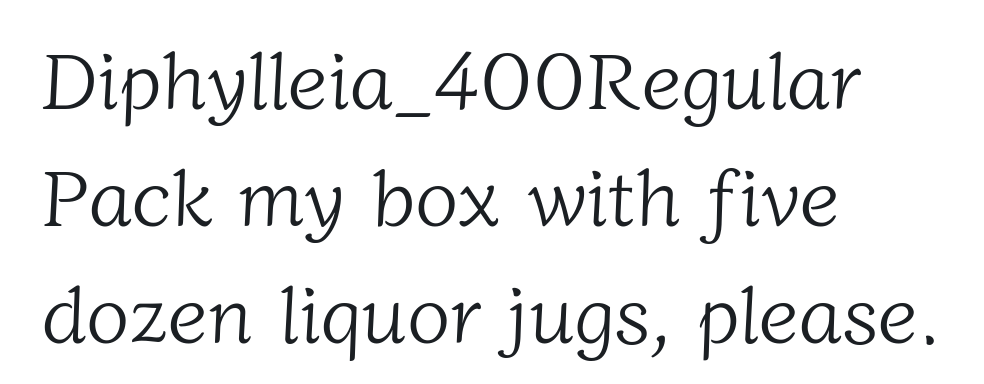 Diphylleia_400Regular
Pack my box with five
dozen liquor jugs, please.